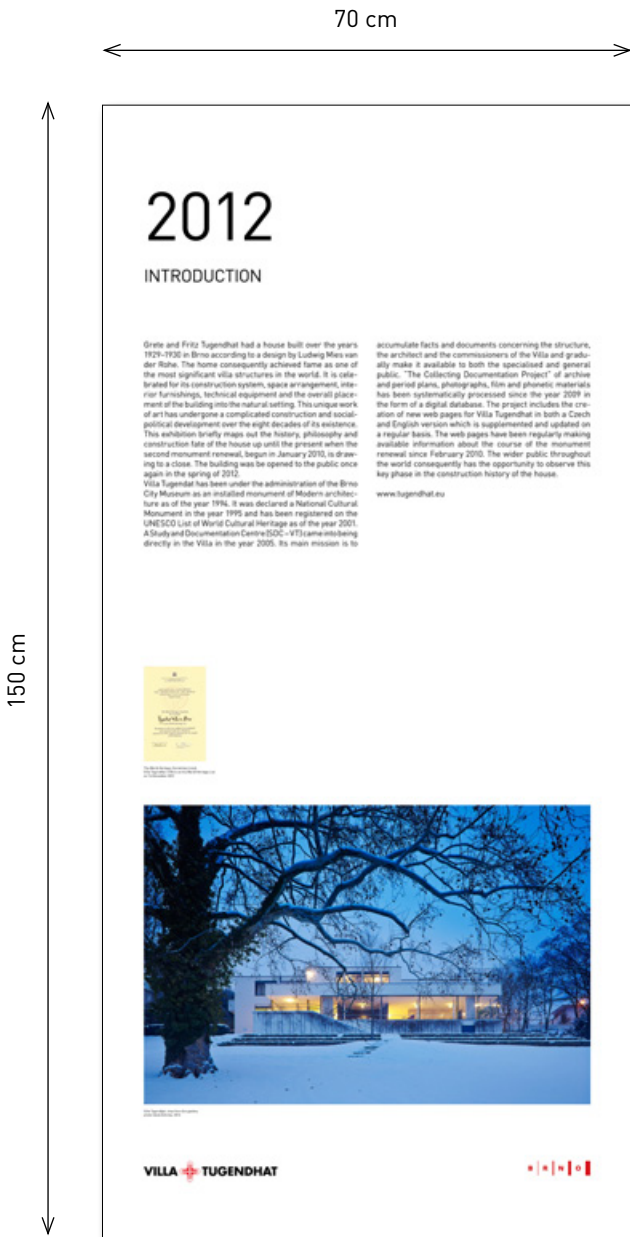 70 cm
150 cm
2012
INTRODUCTION
Grete and Fritz Tugendhat had a house built over the years
1929–1930 in Brno according to a design by Ludwig Mies van
der Rohe. The home consequently achieved fame as one of
the most significant villa structures in the world. It is cele-
brated for its construction system, space arrangement, inte-
rior furnishings, technical equipment and the overall place-
ment of the building into the natural setting. This unique work
of art has undergone a complicated construction and social-
political development over the eight decades of its existence.
This exhibition briefly maps out the history, philosophy and
construction fate of the house up until the present when the
second monument renewal, begun in January 2010, is draw-
ing to a close. The building was be opened to the public once
again in the spring of 2012.
Villa Tugendat has been under the administration of the Brno
City Museum as an installed monument of Modern architec-
ture as of the year 1994. It was declared a National Cultural
Monument in the year 1995 and has been registered on the
UNESCO List of World Cultural Heritage as of the year 2001.
A Study and Documentation Centre (SDC – VT) came into being
directly in the Villa in the year 2005. Its main mission is to
accumulate facts and documents concerning the structure,
the architect and the commissioners of the Villa and gradu-
ally make it available to both the specialised and general
public. "The Collecting Documentation Project" of archive
and period plans, photographs, film and phonetic materials
has been systematically processed since the year 2009 in
the form of a digital database. The project includes the cre-
ation of new web pages for Villa Tugendhat in both a Czech
and English version which is supplemented and updated on
a regular basis. The web pages have been regularly making
available information about the course of the monument
renewal since February 2010. The wider public throughout
the world consequently has the opportunity to observe this
key phase in the construction history of the house.
www.tugendhat.eu
VILLA TUGENDHAT
B R N O